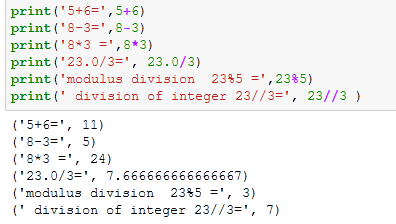 print('5+6=',5+6)
print('8-3=',8-3)
print('8*3 =',8*3)
print('23.0/3=', 23.0/3)
print('modulus division  23%5 =',23%5)
print(' division of integer 23//3=', 23//3 )
('5+6=', 11)
('8-3=', 5)
('8*3 =', 24)
('23.0/3=', 7.666666666666667)
('modulus division  23%5 =', 3)
(' division of integer 23//3=', 7)